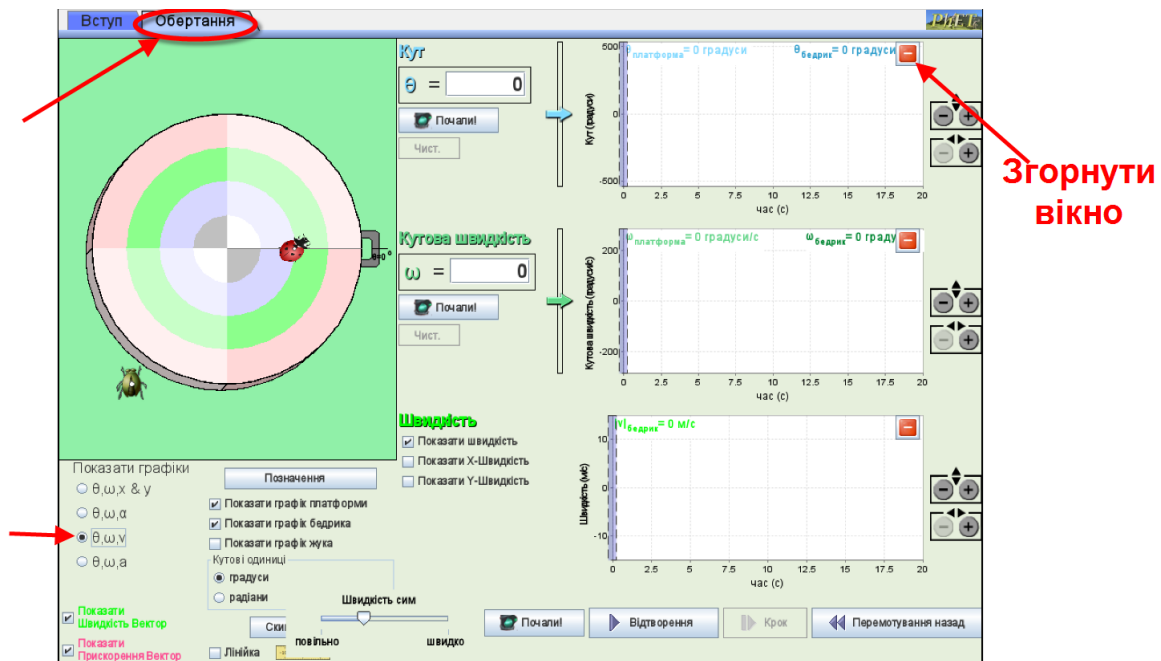 Вступ
Обертання
PhET
Кут
θ = 0
Почали!
Чист.
θплатформа= 0 градуси
θбедрик= 0 градуси
Кут (градуси)
500
0
-500
0 2.5 5 7.5 10 12.5 15 17.5 20
час (с)
Згорнути
вікно
θ=0°
Кутова швидкість
ω = 0
Почали!
Чист.
ωплатформа= 0 градуси/с
ωбедрик= 0 граду
Кутова швидкість (градуси/с)
200
0
-200
0 2.5 5 7.5 10 12.5 15 17.5 20
час (с)
Швидкість
Показати швидкість
Показати X-Швидкість
Показати Y-Швидкість
|v|бедрик= 0 м/с
Швидкість (м/с)
10
0
-10
0 2.5 5 7.5 10 12.5 15 17.5 20
час (с)
Показати графіки
θ,ω,x & y
θ,ω,α
θ,ω,v
θ,ω,a
Позначення
Показати графік платформи
Показати графік бедрика
Показати графік жука
Кутові одиниці
градуси
радіани
Показати
Швидкість Вектор
Показати
Прискорення Вектор
Ски
Лінійка
Швидкість сим
повільно швидко
Почали!
Відтворення
Крок
Перемотування назад